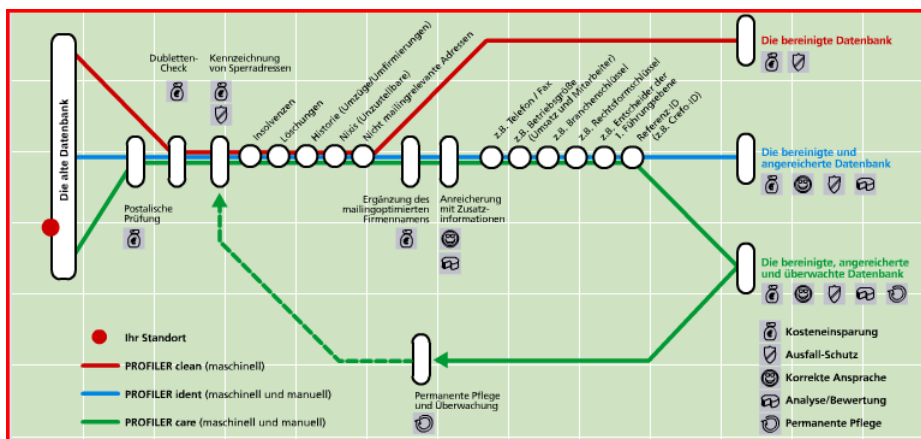 Die alte Datenbank
Postalische
Prüfung
Dubletten-
Check
Kennzeichnung
von Sperradressen
Insolvenzen
Löschungen
Historie (Umzüge/Umfirmierungen)
Nixis (Unzustellbare)
Nicht mailingrelevante Adressen
Ergänzung des
mailingoptimierten
Firmennamens
Anreicherung
mit Zusatz-
informationen
z.B. Telefon / Fax
z.B. Betriebsgröße
(Umsatz und Mitarbeiter)
z.B. Branchenschlüssel
z.B. Rechtsformschlüssel
z.B. Entscheider der
1. Führungsebene
Referenz-ID
(z.B. Crefo-ID)
Die bereinigte Datenbank
Die bereinigte und
angereicherte Datenbank
Die bereinigte, angereicherte
und überwachte Datenbank
Permanente Pflege
und Überwachung
Ihr Standort
PROFILER clean (maschinell)
PROFILER ident (maschinell und manuell)
PROFILER care (maschinell und manuell)
Kosteneinsparung
Ausfall-Schutz
Korrekte Ansprache
Analyse/Bewertung
Permanente Pflege